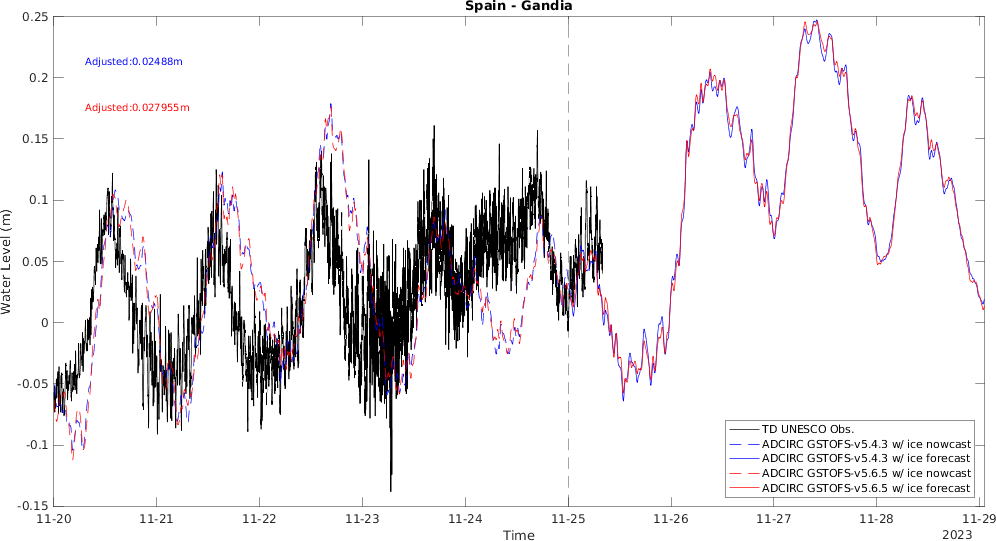 Spain - Gandia
0.25
0.2
0.15
0.1
0.05
0
-0.05
-0.1
-0.15
Water Level (m)
Adjusted:0.02488m
Adjusted:0.027955m
TD UNESCO Obs.
ADCIRC GSTOFS-v5.4.3 w/ ice nowcast
ADCIRC GSTOFS-v5.4.3 w/ ice forecast
ADCIRC GSTOFS-v5.6.5 w/ ice nowcast
ADCIRC GSTOFS-v5.6.5 w/ ice forecast
11-20 11-21 11-22 11-23 11-24 11-25 11-26 11-27 11-28 11-29
Time
2023